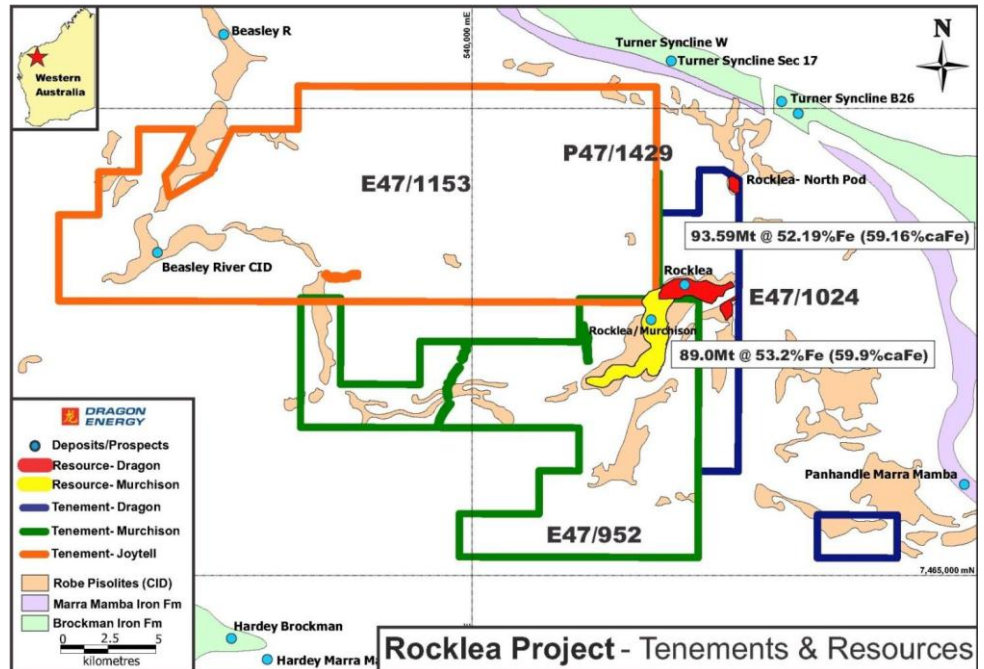 Western
Australia
Beasley R
540,000 mE
Turner Syncline W
Turner Syncline Sec 17
Turner Syncline B26
N
P47/1429
E47/1153
Rocklea- North Pod
93.59Mt @ 52.19%Fe (59.16%caFe)
Beasley River CID
Rocklea
E47/1024
Rocklea/Murchison
89.0Mt @ 53.2%Fe (59.9%caFe)
龙 DRAGON
ENERGY
Deposits/Prospects
Resource- Dragon
Resource- Murchison
Tenement- Dragon
Tenement- Murchison
Tenement- Joytell
Robe Pisolites (CID)
Marra Mamba Iron Fm
Brockman Iron Fm
0 2.5 5
kilometres
Panhandle Marra Mamba
E47/952
7,465,000 mN
Hardey Brockman
Hardey Marra Ma
Rocklea Project - Tenements & Resources